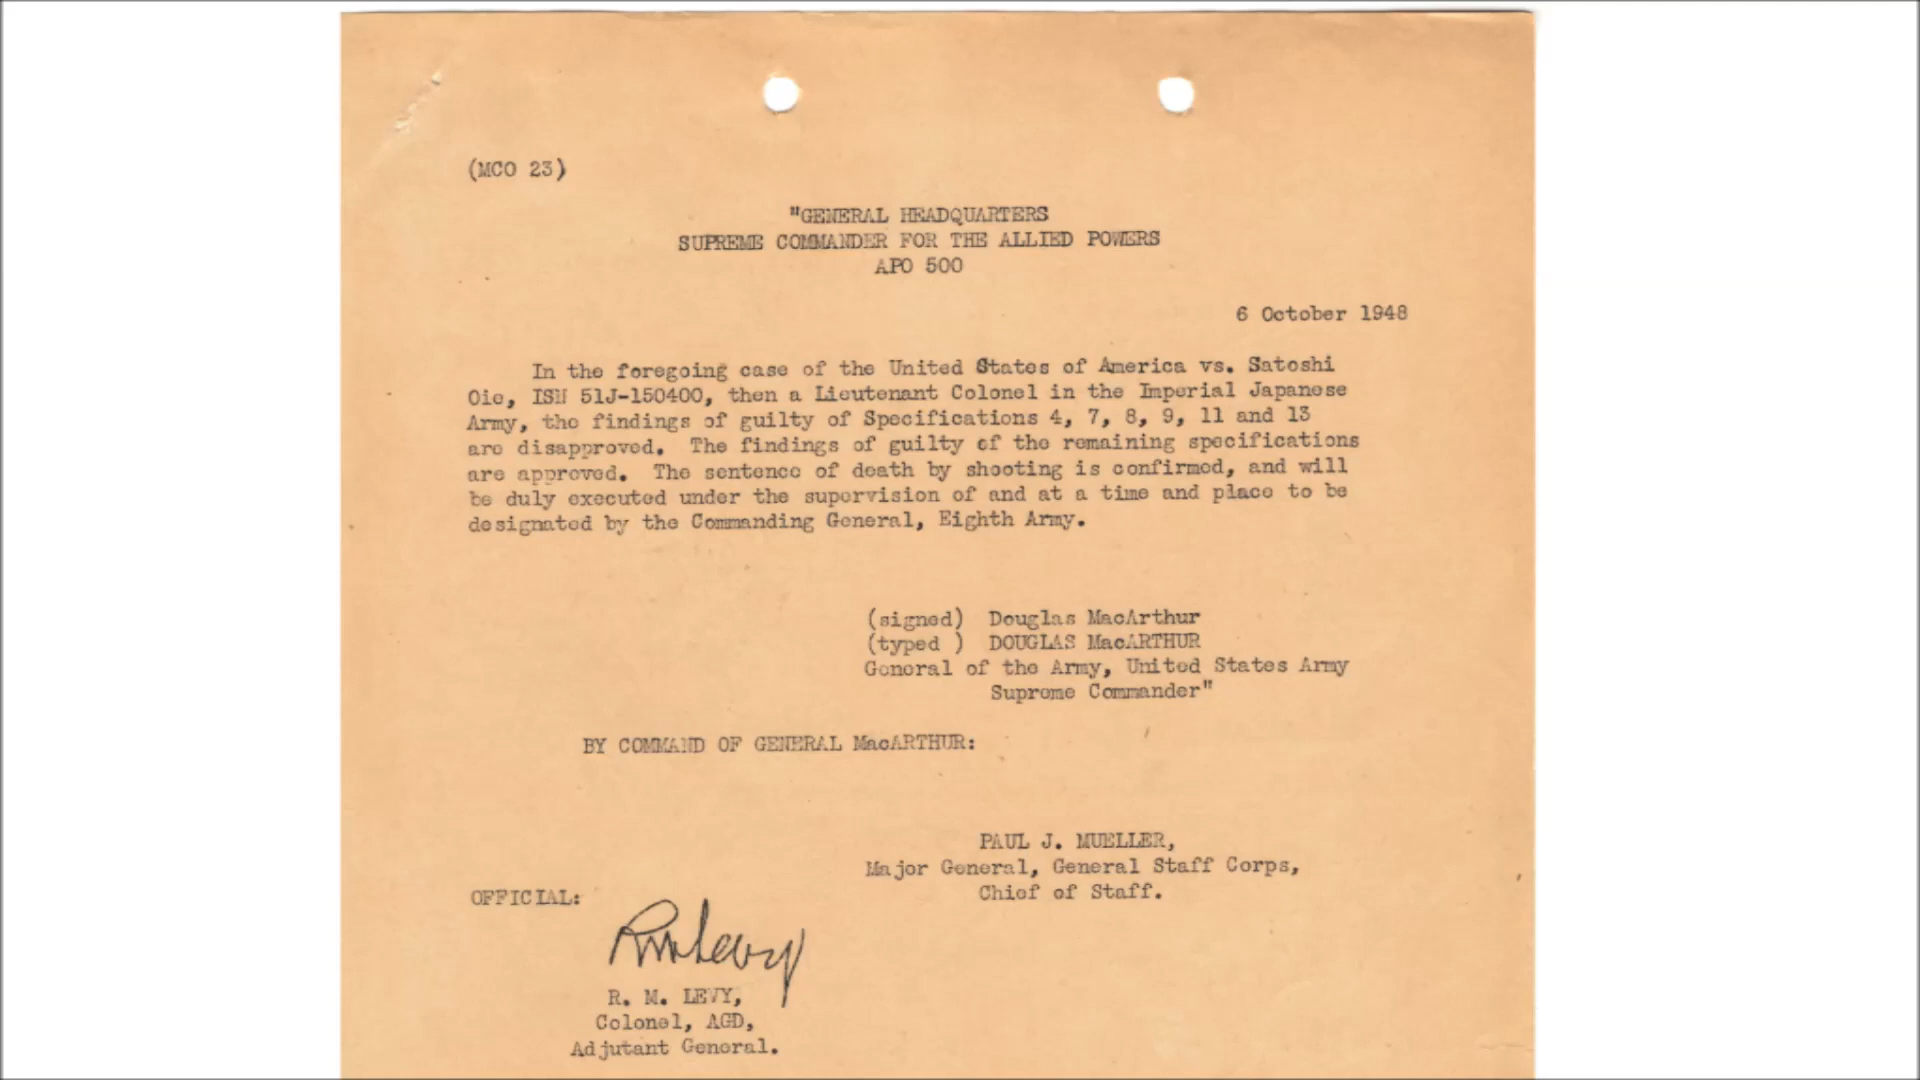 (MCO 23)
"GENERAL HEADQUARTERS
SUPREME COMMANDER FOR THE ALLIED POWERS
APO 500
6 October 1948
In the foregoing case of the United States of America vs. Satoshi
Oie, ISN 51J-150400, then a Lieutenant Colonel in the Imperial Japanese
Army, the findings of guilty of Specifications 4, 7, 8, 9, 11 and 13
are disapproved. The findings of guilty of the remaining specifications
are approved. The sentence of death by shooting is confirmed, and will
be duly executed under the supervision of and at a time and place to be
designated by the Commanding General, Eighth Army.
(signed) Douglas MacArthur
(typed ) DOUGLAS MacARTHUR
General of the Army, United States Army
Supreme Commander"
BY COMMAND OF GENERAL MacARTHUR:
PAUL J. MUELLER,
Major General, General Staff Corps,
Chief of Staff.
OFFICIAL:
RM Levy
R. M. LEVY,
Colonel, AGD,
Adjutant General.